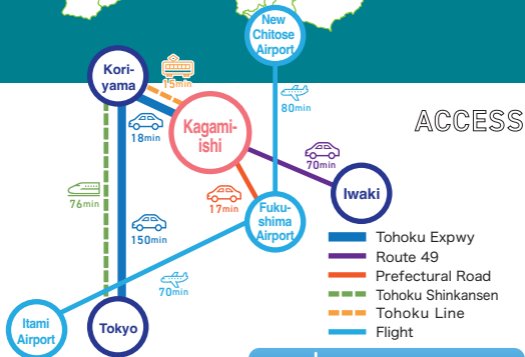 New
Chitose
Airport
Kori-
yama
15min
80min
18min
Kagami-
ishi
ACCESS
70min
Iwaki
76min
17min
Fuku-
shima
Airport
150min
Tohoku Expwy
Route 49
Prefectural Road
70min
Tohoku Shinkansen
Tohoku Line
Flight
Itami
Airport
Tokyo